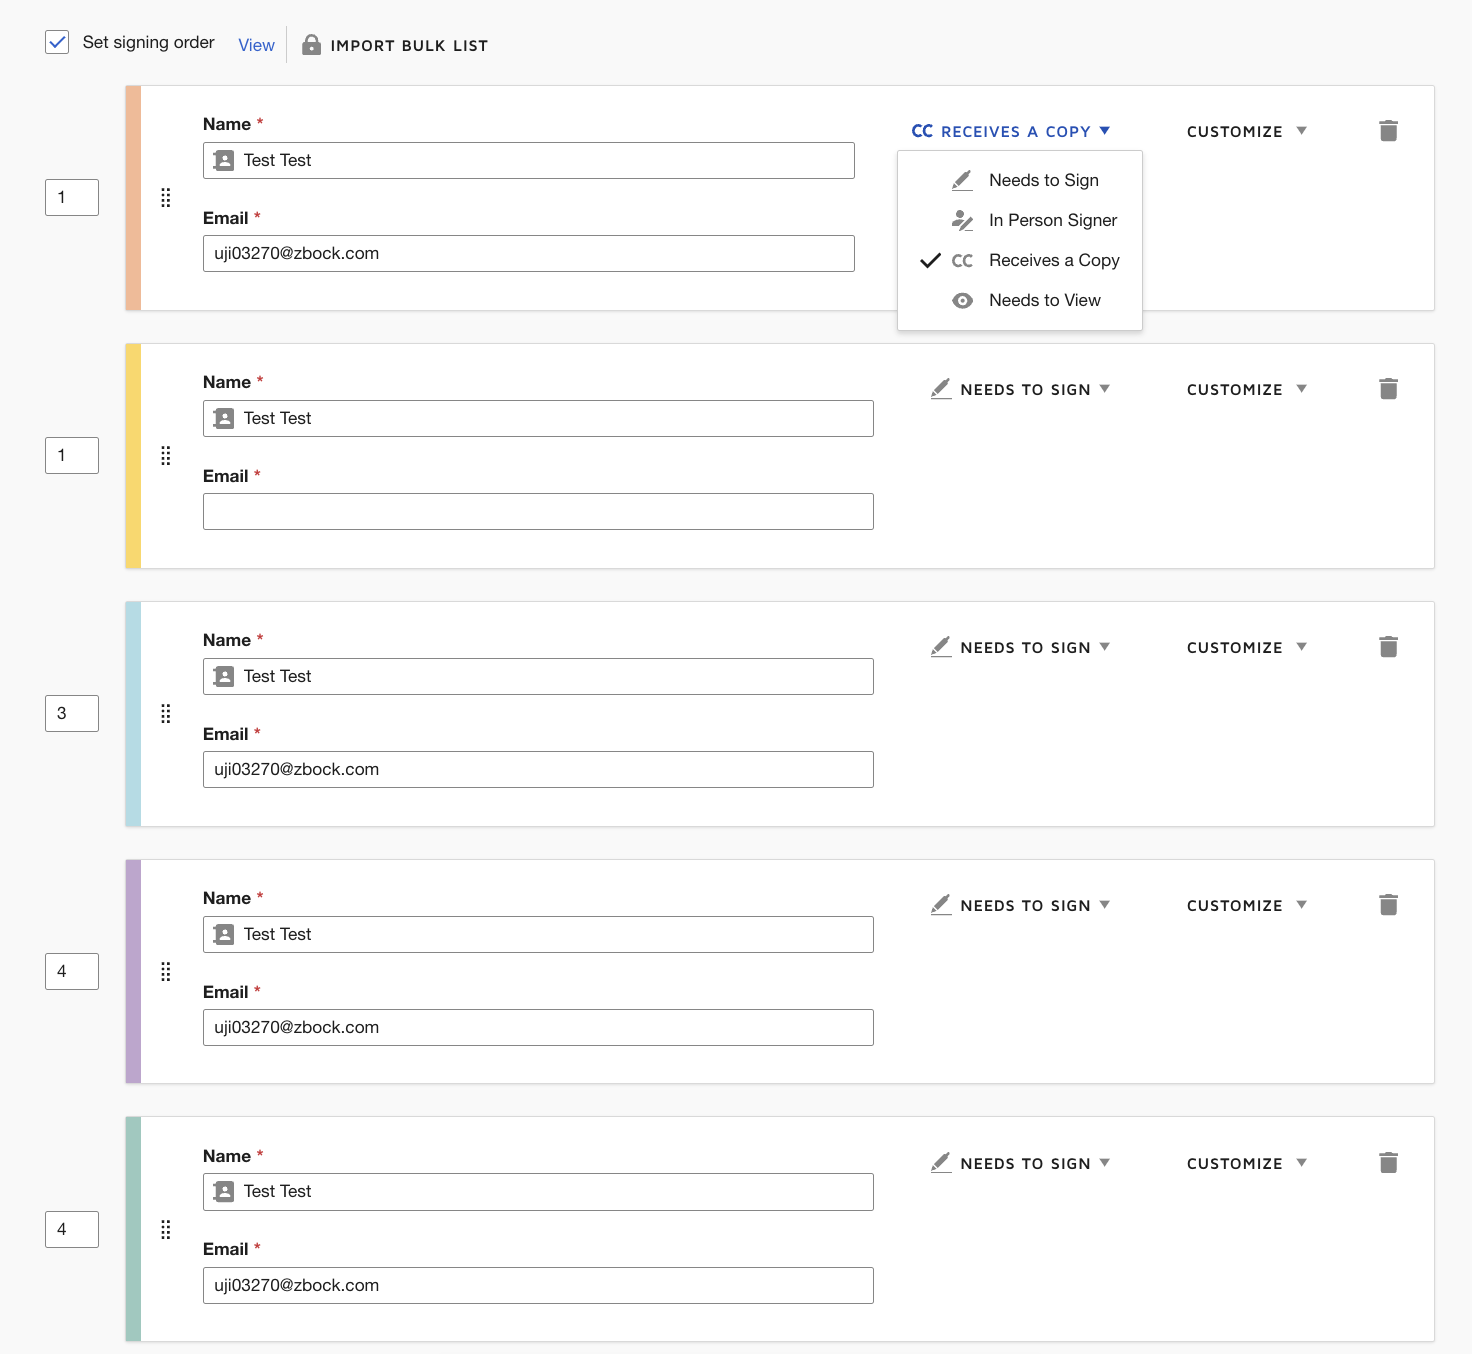 Set signing order View IMPORT BULK LIST
Name *
CC RECEIVES A COPY CUSTOMIZE
Test Test
1
Email *
uji03270@zbock.com
Needs to Sign
In Person Signer
CC Receives a Copy
Needs to View
Name *
NEEDS TO SIGN CUSTOMIZE
Test Test
1
Email *
Name *
NEEDS TO SIGN CUSTOMIZE
Test Test
3
Email *
uji03270@zbock.com
Name *
NEEDS TO SIGN CUSTOMIZE
Test Test
4
Email *
uji03270@zbock.com
Name *
NEEDS TO SIGN CUSTOMIZE
Test Test
4
Email *
uji03270@zbock.com